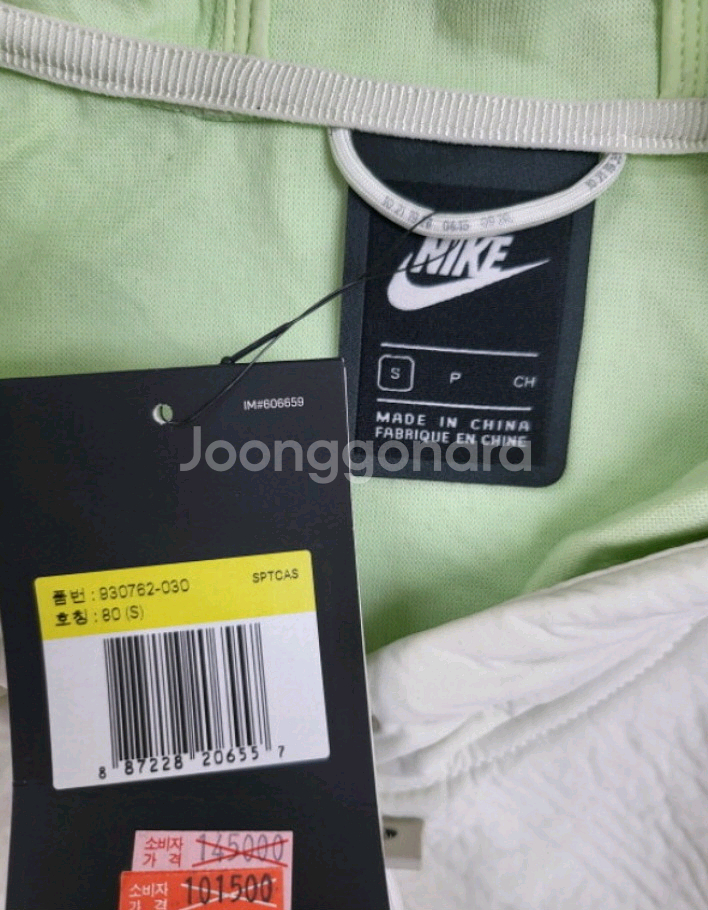 NIKE
S P CH
MADE IN CHINA
FABRIQUE EN CHINE
IM#606659
Joonggonara
품번 : 930762-030
SPTCAS
호칭 : 80 (S)
8 87228 20655 7
소비자
가 격 145000
소비자
가격 101500